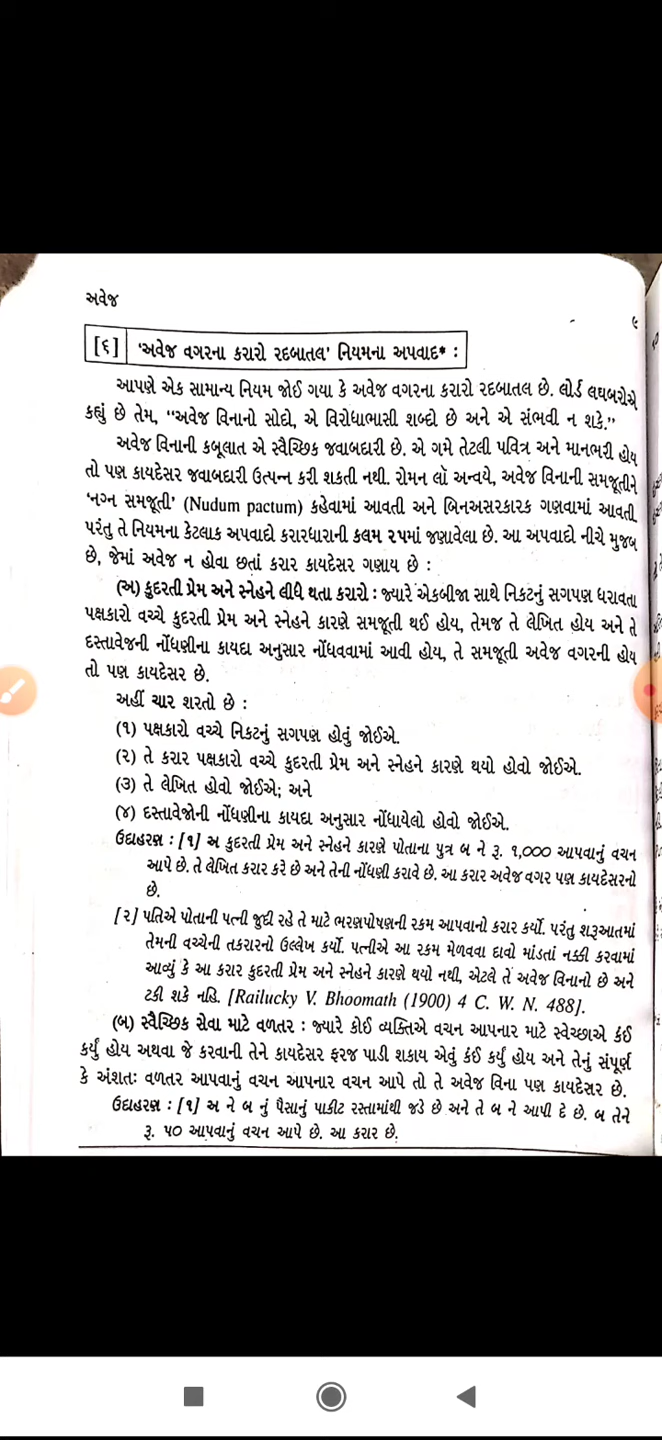 અવેજ
૯
[૬] 'અવેજ વગરના કરારો રદબાતલ' નિયમના અપવાદ* :
આપણે એક સામાન્ય નિયમ જોઈ ગયા કે અવેજ વગરના કરારો રદબાતલ છે. લોર્ડ લઘબરોએ
કહ્યું છે તેમ, "અવેજ વિનાનો સોદો, એ વિરોધાભાસી શબ્દો છે અને એ સંભવી ન શકે."
અવેજ વિનાની કબૂલાત એ સ્વૈચ્છિક જવાબદારી છે. એ ગમે તેટલી પવિત્ર અને માનભરી હોય
તો પણ કાયદેસર જવાબદારી ઉત્પન્ન કરી શકતી નથી. રોમન લૉ અન્વયે, અવેજ વિનાની સમજૂતીને
'નગ્ન સમજૂતી' (Nudum pactum) કહેવામાં આવતી અને બિનઅસરકારક ગણવામાં આવતી.
પરંતુ તે નિયમના કેટલાક અપવાદો કરારધારાની કલમ ૨૫માં જણાવેલા છે. આ અપવાદો નીચે મુજબ
છે, જેમાં અવેજ ન હોવા છતાં કરાર કાયદેસર ગણાય છે :
(અ) કુદરતી પ્રેમ અને સ્નેહને લીધે થતા કરારો : જ્યારે એકબીજા સાથે નિકટનું સગપણ ધરાવતા
પક્ષકારો વચ્ચે કુદરતી પ્રેમ અને સ્નેહને કારણે સમજૂતી થઈ હોય, તેમજ તે લેખિત હોય અને તે
દસ્તાવેજની નોંધણીના કાયદા અનુસાર નોંધવવામાં આવી હોય, તે સમજૂતી અવેજ વગરની હોય
તો પણ કાયદેસર છે.
અહીં ચાર શરતો છે :
(૧) પક્ષકારો વચ્ચે નિકટનું સગપણ હોવું જોઈએ.
(૨) તે કરાર પક્ષકારો વચ્ચે કુદરતી પ્રેમ અને સ્નેહને કારણે થયો હોવો જોઈએ.
(૩) તે લેખિત હોવો જોઈએ; અને
(૪) દસ્તાવેજોની નોંધણીના કાયદા અનુસાર નોંધાયેલો હોવો જોઈએ.
ઉદાહરણ : [૧] અ કુદરતી પ્રેમ અને સ્નેહને કારણે પોતાના પુત્ર બ ને રૂ. ૧,૦૦૦ આપવાનું વચન
આપે છે. તે લેખિત કરાર કરે છે અને તેની નોંધણી કરાવે છે. આ કરાર અવેજ વગર પણ કાયદેસરનો
છે.
[૨] પતિએ પોતાની પત્ની જુદી રહે તે માટે ભરણપોષણની રકમ આપવાનો કરાર કર્યો. પરંતુ શરૂઆતમાં
તેમની વચ્ચેની તકરારનો ઉલ્લેખ કર્યો. પત્નીએ આ રકમ મેળવવા દાવો માંડતાં નક્કી કરવામાં
આવ્યું કે આ કરાર કુદરતી પ્રેમ અને સ્નેહને કારણે થયો નથી, એટલે તે અવેજ વિનાનો છે અને
ટકી શકે નહિ. [Railucky V. Bhoomath (1900) 4 C. W. N. 488].
(બ) સ્વૈચ્છિક સેવા માટે વળતર : જ્યારે કોઈ વ્યક્તિએ વચન આપનાર માટે સ્વેચ્છાએ કંઈ
કર્યું હોય અથવા જે કરવાની તેને કાયદેસર ફરજ પાડી શકાય એવું કંઈ કર્યું હોય અને તેનું સંપૂર્ણ
કે અંશતઃ વળતર આપવાનું વચન આપનાર વચન આપે તો તે અવેજ વિના પણ કાયદેસર છે.
ઉદાહરણ : [૧] અ ને બ નું પૈસાનું પાકીટ રસ્તામાંથી જડે છે અને તે બ ને આપી દે છે. બ તેને
રૂ. ૫૦ આપવાનું વચન આપે છે. આ કરાર છે.